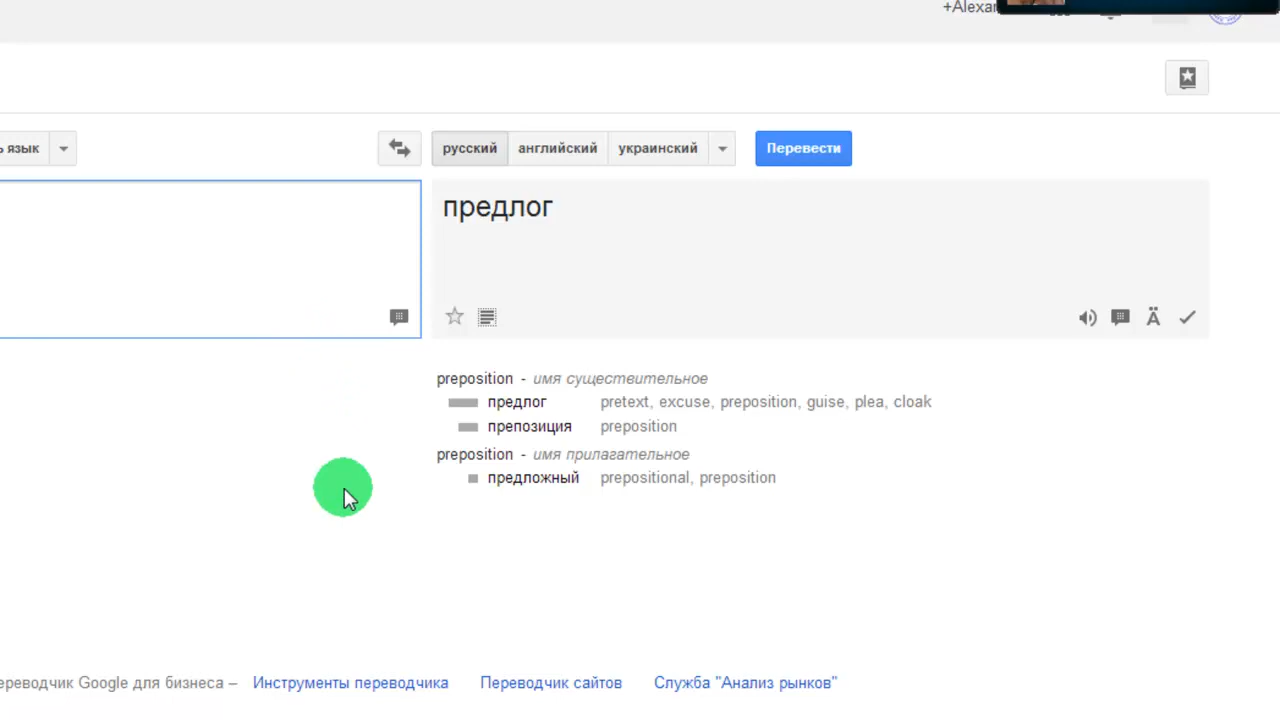 +Alexan
ь язык
русский английский украинский Перевести
предлог
Ä
preposition - имя существительное
предлог pretext, excuse, preposition, guise, plea, cloak
препозиция preposition
preposition - имя прилагательное
предложный prepositional, preposition
ереводчик Google для бизнеса – Инструменты переводчика Переводчик сайтов Служба "Анализ рынков"